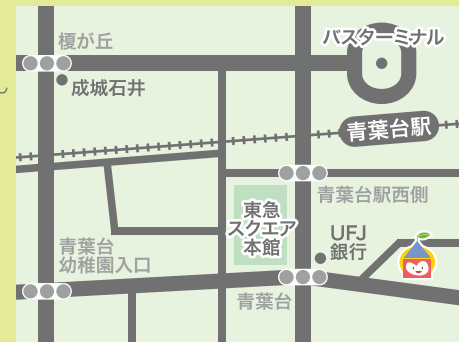 榎が丘
バスターミナル
成城石井
青葉台駅
青葉台駅西側
東急
スクエア
本館
UFJ
銀行
青葉台
幼稚園入口
青葉台